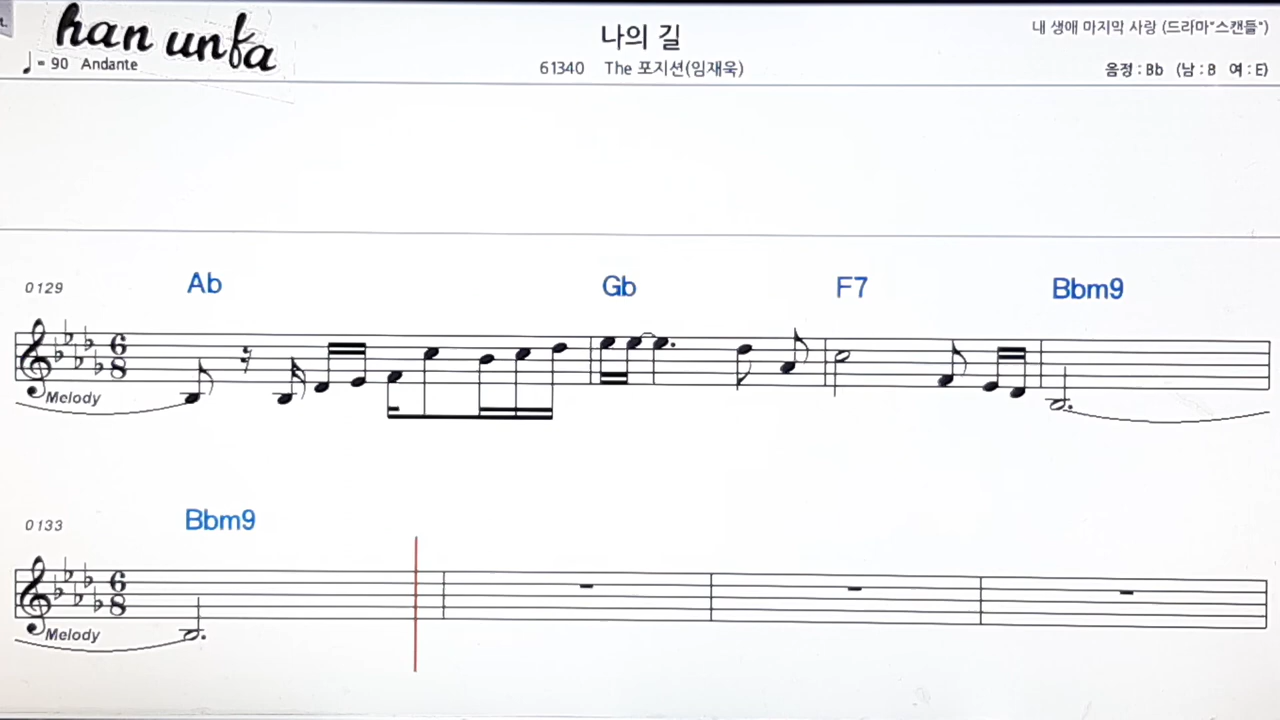 han unfa
나의 길
내 생애 마지막 사랑 (드라마"스캔들")
♩= 90 Andante
61340 The 포지션(임재욱)
음정 : Bb (남 : B 여 : E)
0129 Ab Gb F7 Bbm9
6
8
Melody
0133 Bbm9
6
8
Melody